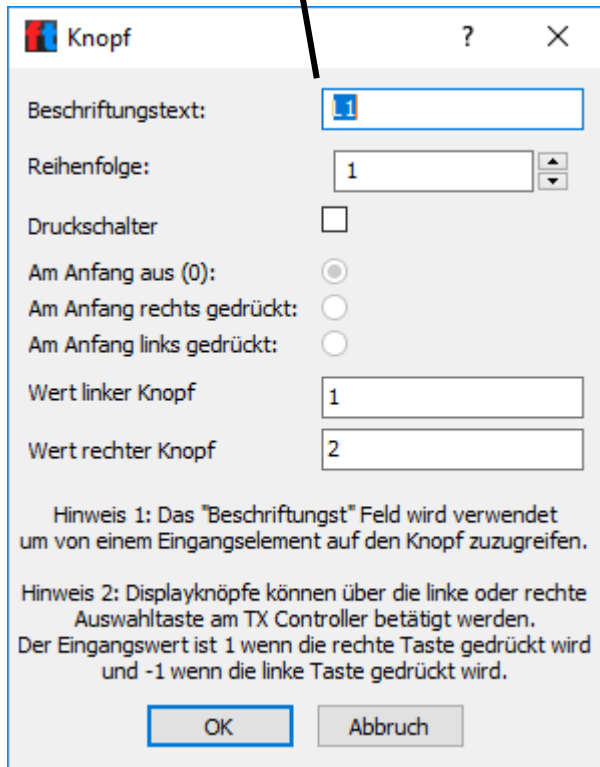 ft Knopf ?
Beschriftungstext: L1
Reihenfolge: 1
Druckschalter
Am Anfang aus (0):
Am Anfang rechts gedrückt:
Am Anfang links gedrückt:
Wert linker Knopf 1
Wert rechter Knopf 2
Hinweis 1: Das "Beschriftungst" Feld wird verwendet
um von einem Eingangselement auf den Knopf zuzugreifen.
Hinweis 2: Displayknöpfe können über die linke oder rechte
Auswahltaste am TX Controller betätigt werden.
Der Eingangswert ist 1 wenn die rechte Taste gedrückt wird
und -1 wenn die linke Taste gedrückt wird.
OK Abbruch